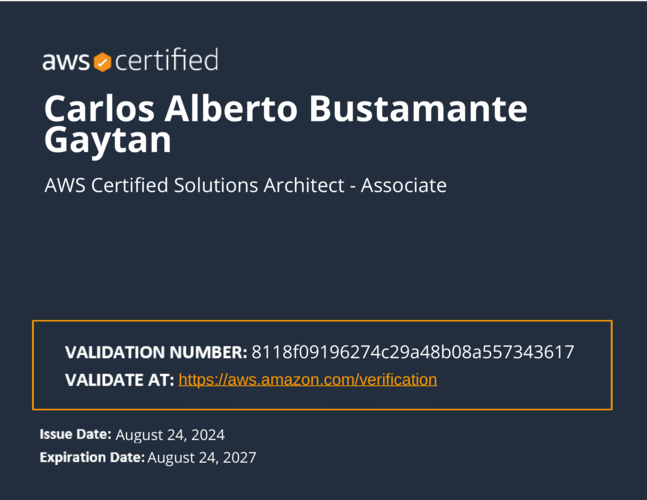 aws certified
Carlos Alberto Bustamante
Gaytan
AWS Certified Solutions Architect - Associate
VALIDATION NUMBER: 8118f09196274c29a48b08a557343617
VALIDATE AT: https://aws.amazon.com/verification
Issue Date: August 24, 2024
Expiration Date: August 24, 2027